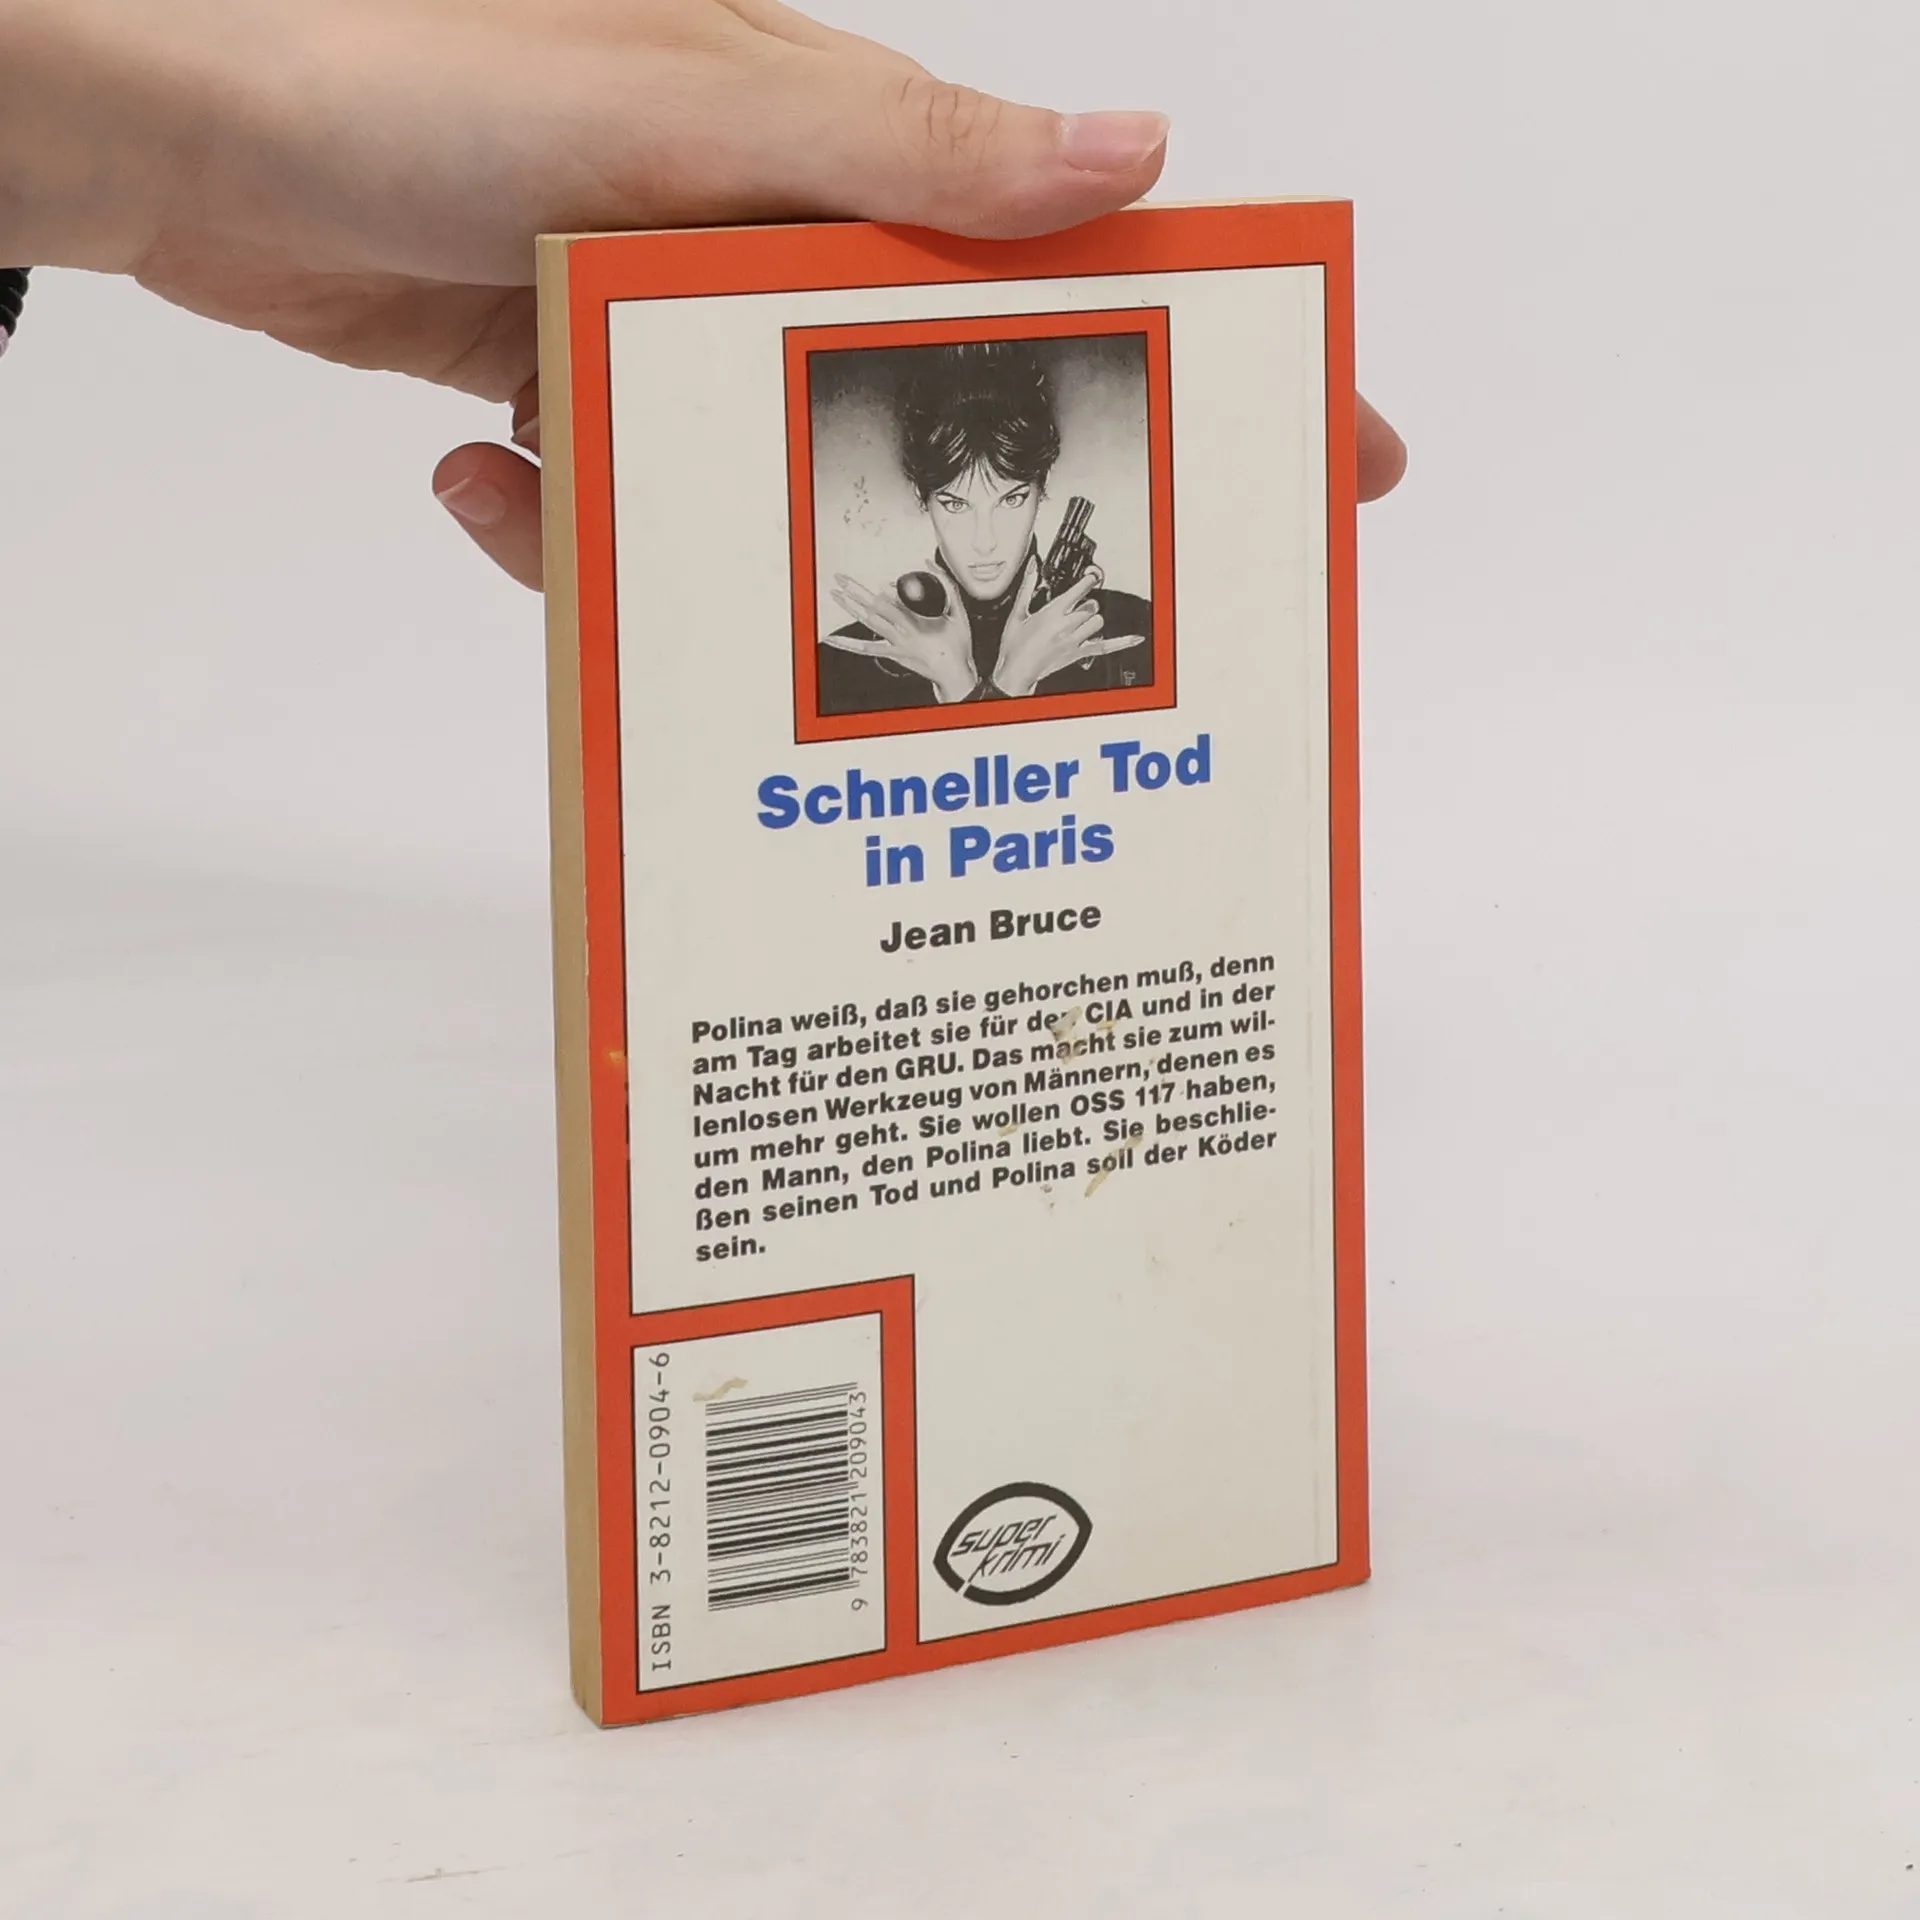 Schneller Tod
in Paris
Jean Bruce
Polina weiß, daß sie gehorchen muß, denn
am Tag arbeitet sie für den CIA und in der
Nacht für den GRU. Das macht sie zum wil-
lenlosen Werkzeug von Männern, denen es
um mehr geht. Sie wollen OSS 117 haben,
den Mann, den Polina liebt. Sie beschlie-
ßen seinen Tod und Polina soll der Köder
sein.
ISBN 3-8212-0904-6
9 783821 209043
super
krimi